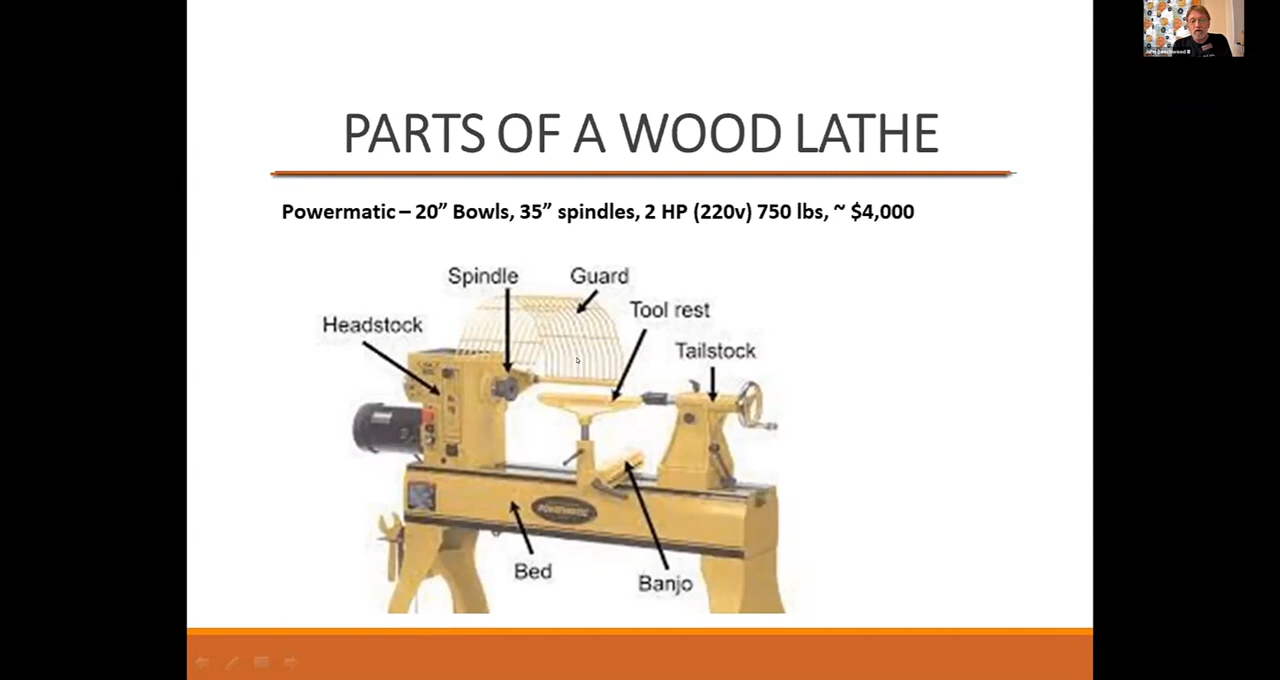 PARTS OF A WOOD LATHE
Powermatic – 20” Bowls, 35” spindles, 2 HP (220v) 750 lbs, ~ $4,000
Spindle
Guard
Tool rest
Headstock
Tailstock
POWERMATIC
Bed
Banjo